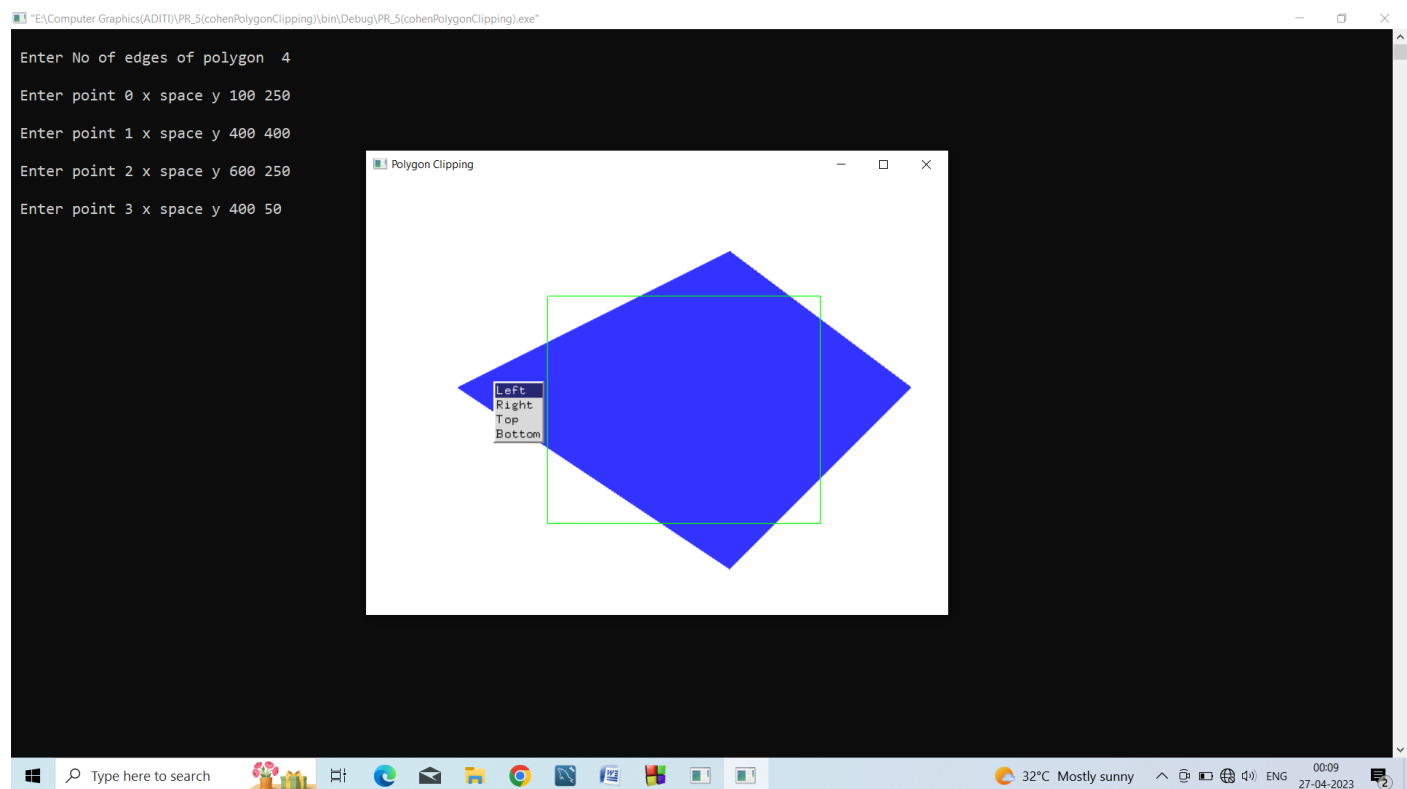 "E:\Computer Graphics(ADITI)\PR_5(cohenPolygonClipping)\bin\Debug\PR_5(cohenPolygonClipping).exe"
Enter No of edges of polygon  4
Enter point 0 x space y 100 250
Enter point 1 x space y 400 400
Enter point 2 x space y 600 250
Enter point 3 x space y 400 50
Polygon Clipping
Left
Right
Top
Bottom
Type here to search
32°C Mostly sunny
ENG
00:09
27-04-2023
2